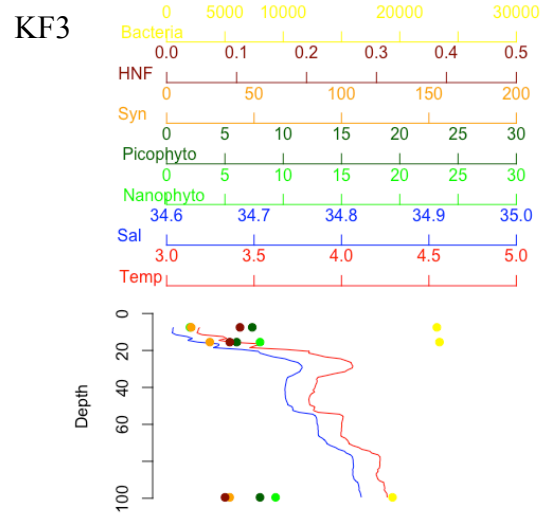 KF3
0 5000 10000 20000 30000
Bacteria
0.0 0.1 0.2 0.3 0.4 0.5
HNF
0 50 100 150 200
Syn
0 5 10 15 20 25 30
Picophyto
0 5 10 15 20 25 30
Nanophyto
34.6 34.7 34.8 34.9 35.0
Sal
3.0 3.5 4.0 4.5 5.0
Temp
0
20
40
60
100
Depth